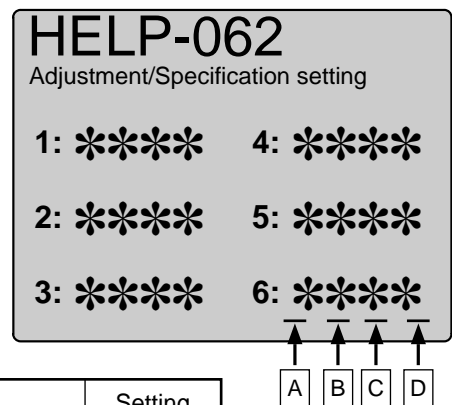 HELP-062
Adjustment/Specification setting
1: **** 4: ****
2: **** 5: ****
3: **** 6: ****
A B C D
Setting